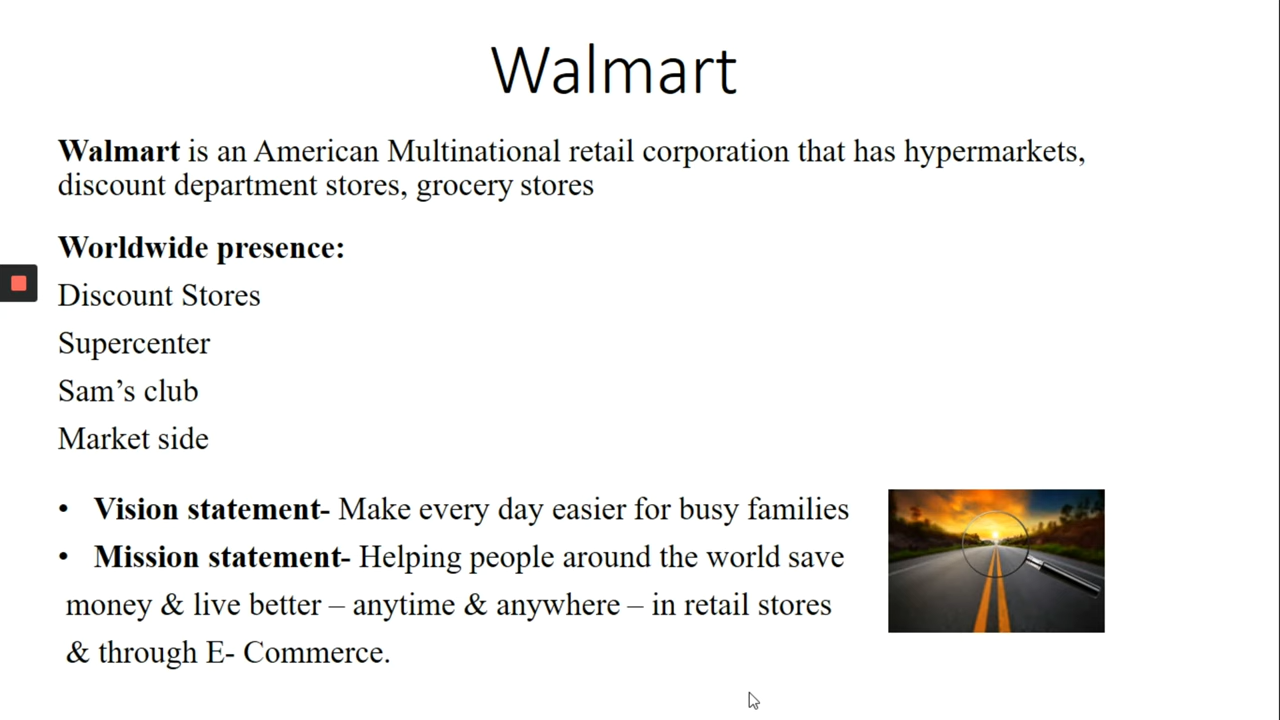 Walmart
Walmart is an American Multinational retail corporation that has hypermarkets,
discount department stores, grocery stores
Worldwide presence:
Discount Stores
Supercenter
Sam’s club
Market side
• Vision statement- Make every day easier for busy families
• Mission statement- Helping people around the world save
money & live better – anytime & anywhere – in retail stores
& through E- Commerce.